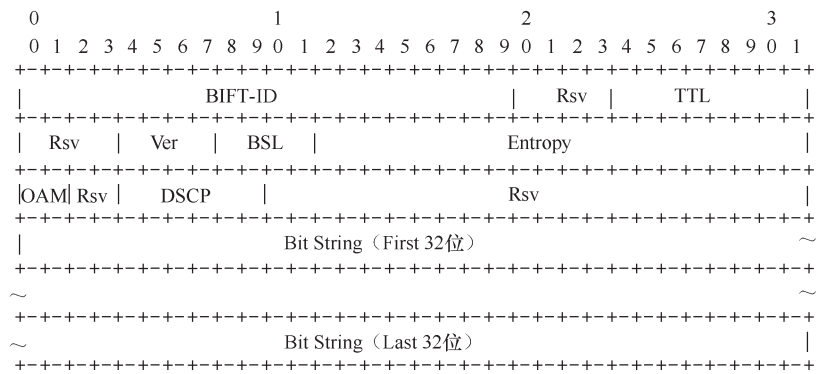 0 1 2 3
0 1 2 3 4 5 6 7 8 9 0 1 2 3 4 5 6 7 8 9 0 1 2 3 4 5 6 7 8 9 0 1
+-+-+-+-+-+-+-+-+-+-+-+-+-+-+-+-+-+-+-+-+-+-+-+-+-+-+-+-+-+-+-+-+
| BIFT-ID | Rsv | TTL |
+-+-+-+-+-+-+-+-+-+-+-+-+-+-+-+-+-+-+-+-+-+-+-+-+-+-+-+-+-+-+-+-+
| Rsv | Ver | BSL | Entropy |
+-+-+-+-+-+-+-+-+-+-+-+-+-+-+-+-+-+-+-+-+-+-+-+-+-+-+-+-+-+-+-+-+
|OAM|Rsv | DSCP | Rsv |
+-+-+-+-+-+-+-+-+-+-+-+-+-+-+-+-+-+-+-+-+-+-+-+-+-+-+-+-+-+-+-+-+
| Bit String（First 32位） ~
+-+-+-+-+-+-+-+-+-+-+-+-+-+-+-+-+-+-+-+-+-+-+-+-+-+-+-+-+-+-+-+-+
~ ~
+-+-+-+-+-+-+-+-+-+-+-+-+-+-+-+-+-+-+-+-+-+-+-+-+-+-+-+-+-+-+-+-+
~ Bit String（Last 32位） |
+-+-+-+-+-+-+-+-+-+-+-+-+-+-+-+-+-+-+-+-+-+-+-+-+-+-+-+-+-+-+-+-+